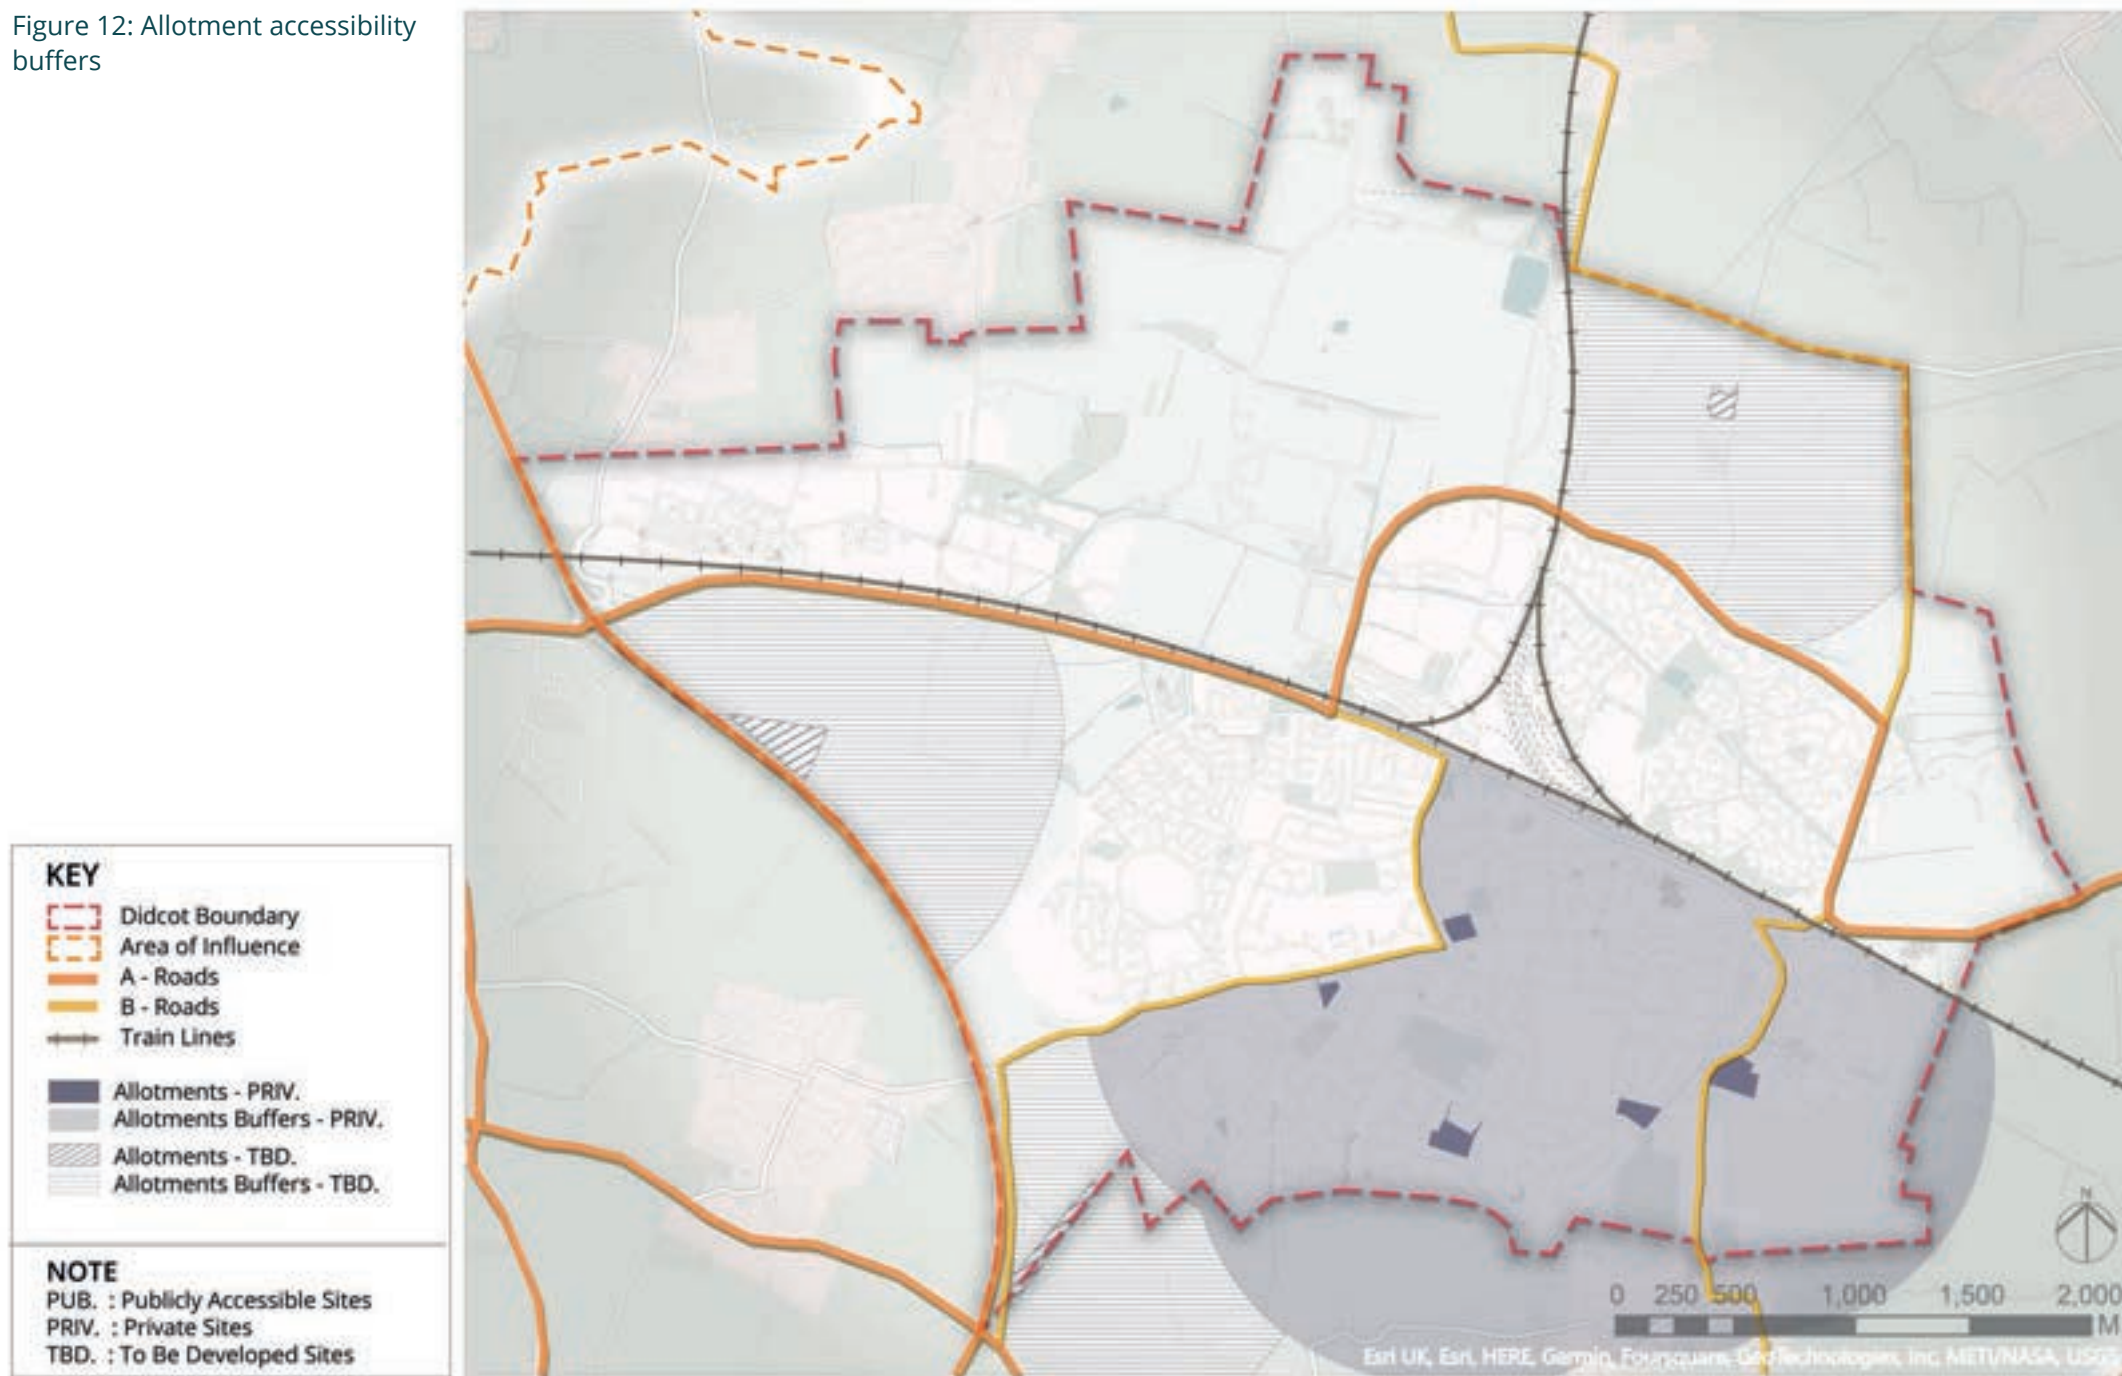 Figure 12: Allotment accessibility
buffers
KEY
Didcot Boundary
Area of Influence
A - Roads
B - Roads
Train Lines
Allotments - PRIV.
Allotments Buffers - PRIV.
Allotments - TBD.
Allotments Buffers - TBD.
NOTE
PUB. : Publicly Accessible Sites
PRIV. : Private Sites
TBD. : To Be Developed Sites
N
0 250 500 1,000 1,500 2,000
M
Esri UK, Esri, HERE, Garmin, Foursquare, GeoTechnologies, Inc, METI/NASA, USGS